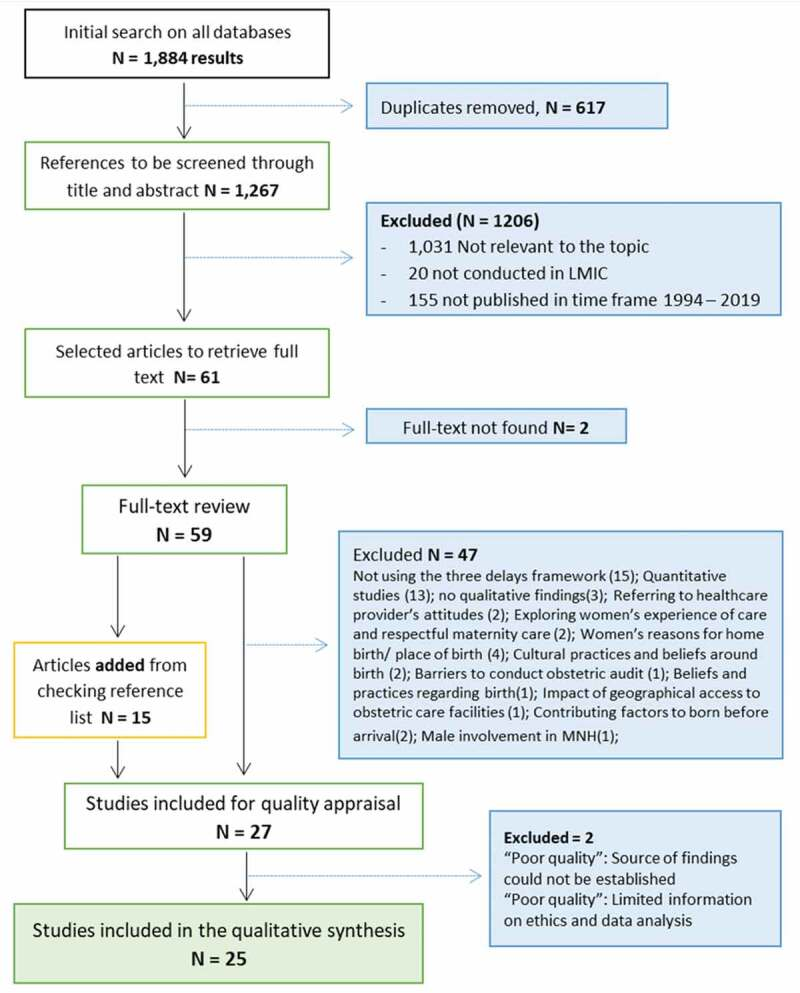 Initial search on all databases
N = 1,884 results
Duplicates removed, N = 617
References to be screened through
title and abstract N = 1,267
Excluded (N = 1206)
- 1,031 Not relevant to the topic
- 20 not conducted in LMIC
- 155 not published in time frame 1994 – 2019
Selected articles to retrieve full
text N= 61
Full-text not found N= 2
Full-text review
N = 59
Excluded N = 47
Not using the three delays framework (15); Quantitative
studies (13); no qualitative findings(3); Referring to healthcare
provider's attitudes (2); Exploring women's experience of care
and respectful maternity care (2); Women's reasons for home
birth/ place of birth (4); Cultural practices and beliefs around
birth (2); Barriers to conduct obstetric audit (1); Beliefs and
practices regarding birth(1); Impact of geographical access to
obstetric care facilities (1); Contributing factors to born before
arrival(2); Male involvement in MNH(1);
Articles added from
checking reference
list N = 15
Studies included for quality appraisal
N = 27
Excluded = 2
“Poor quality”: Source of findings
could not be established
“Poor quality”: Limited information
on ethics and data analysis
Studies included in the qualitative synthesis
N = 25